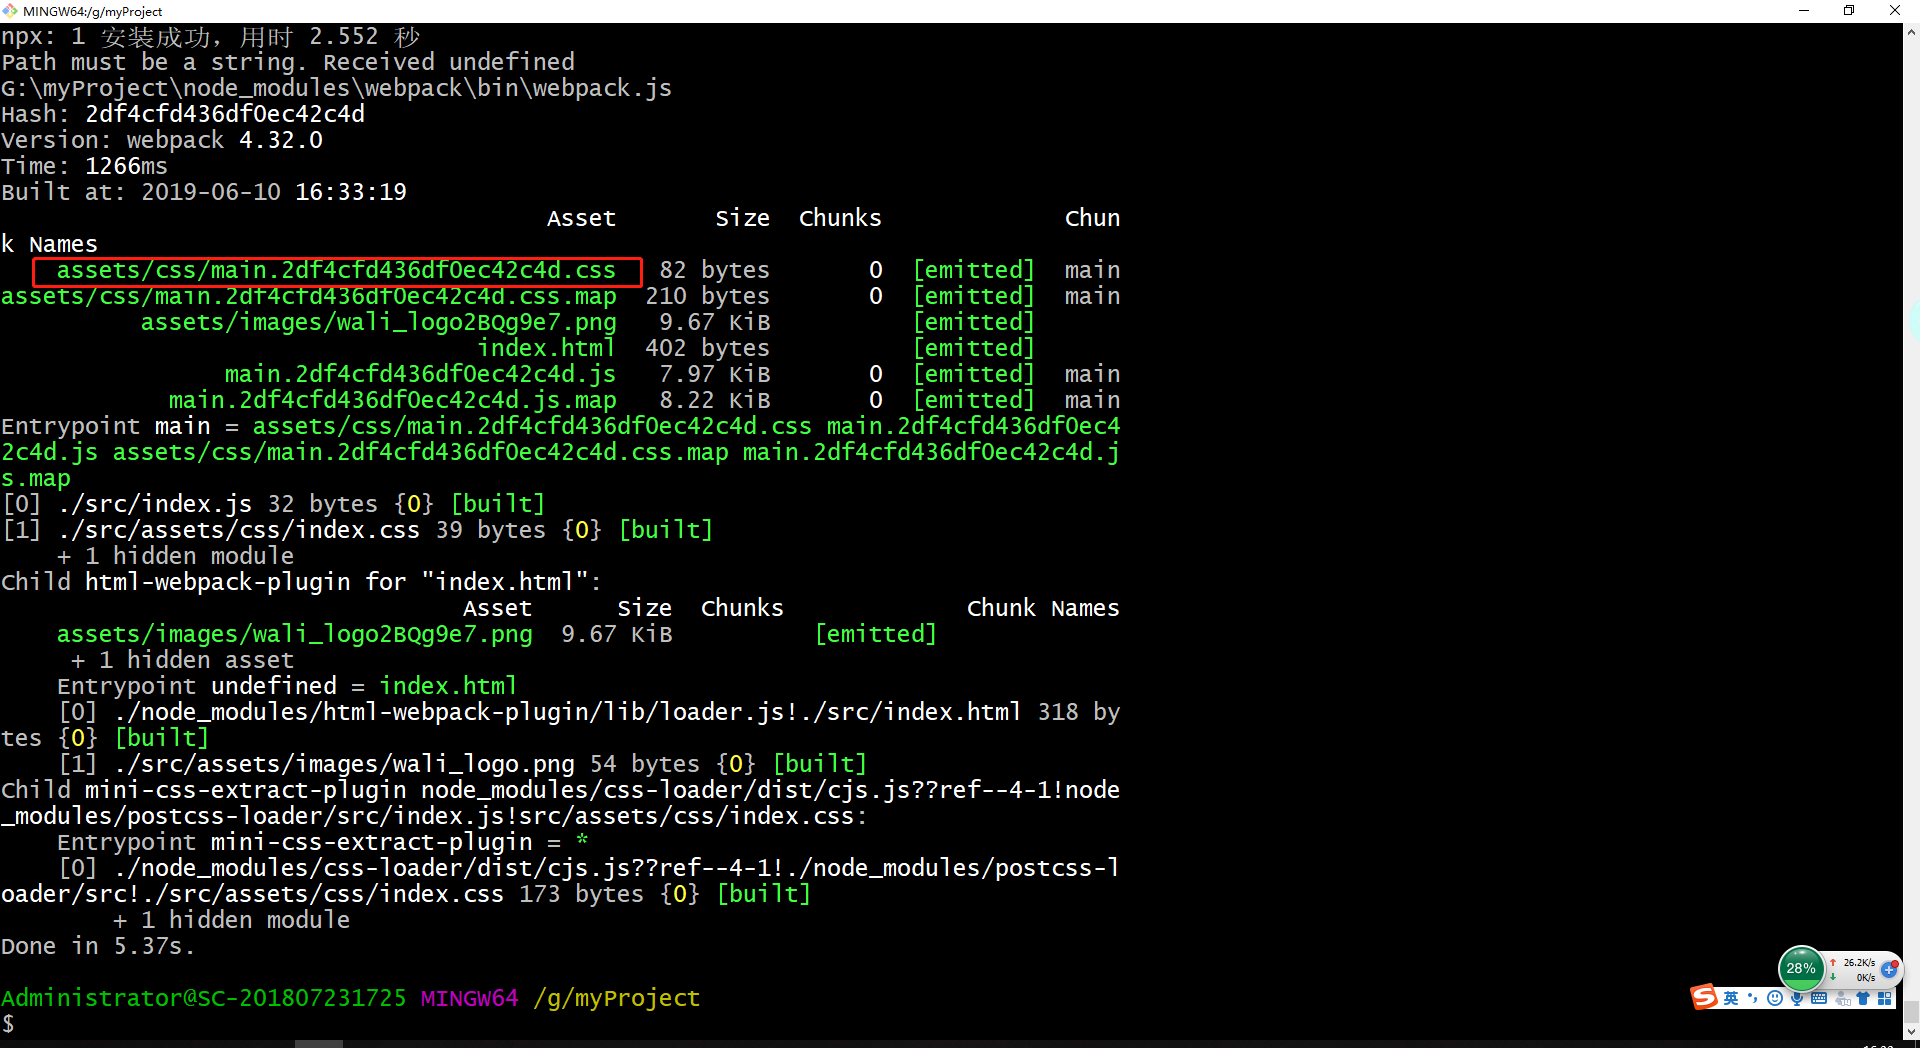 MINGW64:/g/myProject
npx: 1 安装成功，用时 2.552 秒
Path must be a string. Received undefined
G:\myProject\node_modules\webpack\bin\webpack.js
Hash: 2df4cfd436df0ec42c4d
Version: webpack 4.32.0
Time: 1266ms
Built at: 2019-06-10 16:33:19
Asset Size Chunks Chun
k Names
assets/css/main.2df4cfd436df0ec42c4d.css 82 bytes 0 [emitted] main
assets/css/main.2df4cfd436df0ec42c4d.css.map 210 bytes 0 [emitted] main
assets/images/wali_logo2BQg9e7.png 9.67 KiB [emitted]
index.html 402 bytes [emitted]
main.2df4cfd436df0ec42c4d.js 7.97 KiB 0 [emitted] main
main.2df4cfd436df0ec42c4d.js.map 8.22 KiB 0 [emitted] main
Entrypoint main = assets/css/main.2df4cfd436df0ec42c4d.css main.2df4cfd436df0ec4
2c4d.js assets/css/main.2df4cfd436df0ec42c4d.css.map main.2df4cfd436df0ec42c4d.j
s.map
[0] ./src/index.js 32 bytes {0} [built]
[1] ./src/assets/css/index.css 39 bytes {0} [built]
+ 1 hidden module
Child html-webpack-plugin for "index.html":
Asset Size Chunks Chunk Names
assets/images/wali_logo2BQg9e7.png 9.67 KiB [emitted]
+ 1 hidden asset
Entrypoint undefined = index.html
[0] ./node_modules/html-webpack-plugin/lib/loader.js!./src/index.html 318 by
tes {0} [built]
[1] ./src/assets/images/wali_logo.png 54 bytes {0} [built]
Child mini-css-extract-plugin node_modules/css-loader/dist/cjs.js??ref--4-1!node
_modules/postcss-loader/src/index.js!src/assets/css/index.css:
Entrypoint mini-css-extract-plugin = *
[0] ./node_modules/css-loader/dist/cjs.js??ref--4-1!./node_modules/postcss-l
oader/src!./src/assets/css/index.css 173 bytes {0} [built]
+ 1 hidden module
Done in 5.37s.
Administrator@SC-201807231725 MINGW64 /g/myProject
$
28% 26.2K/s
0K/s
英